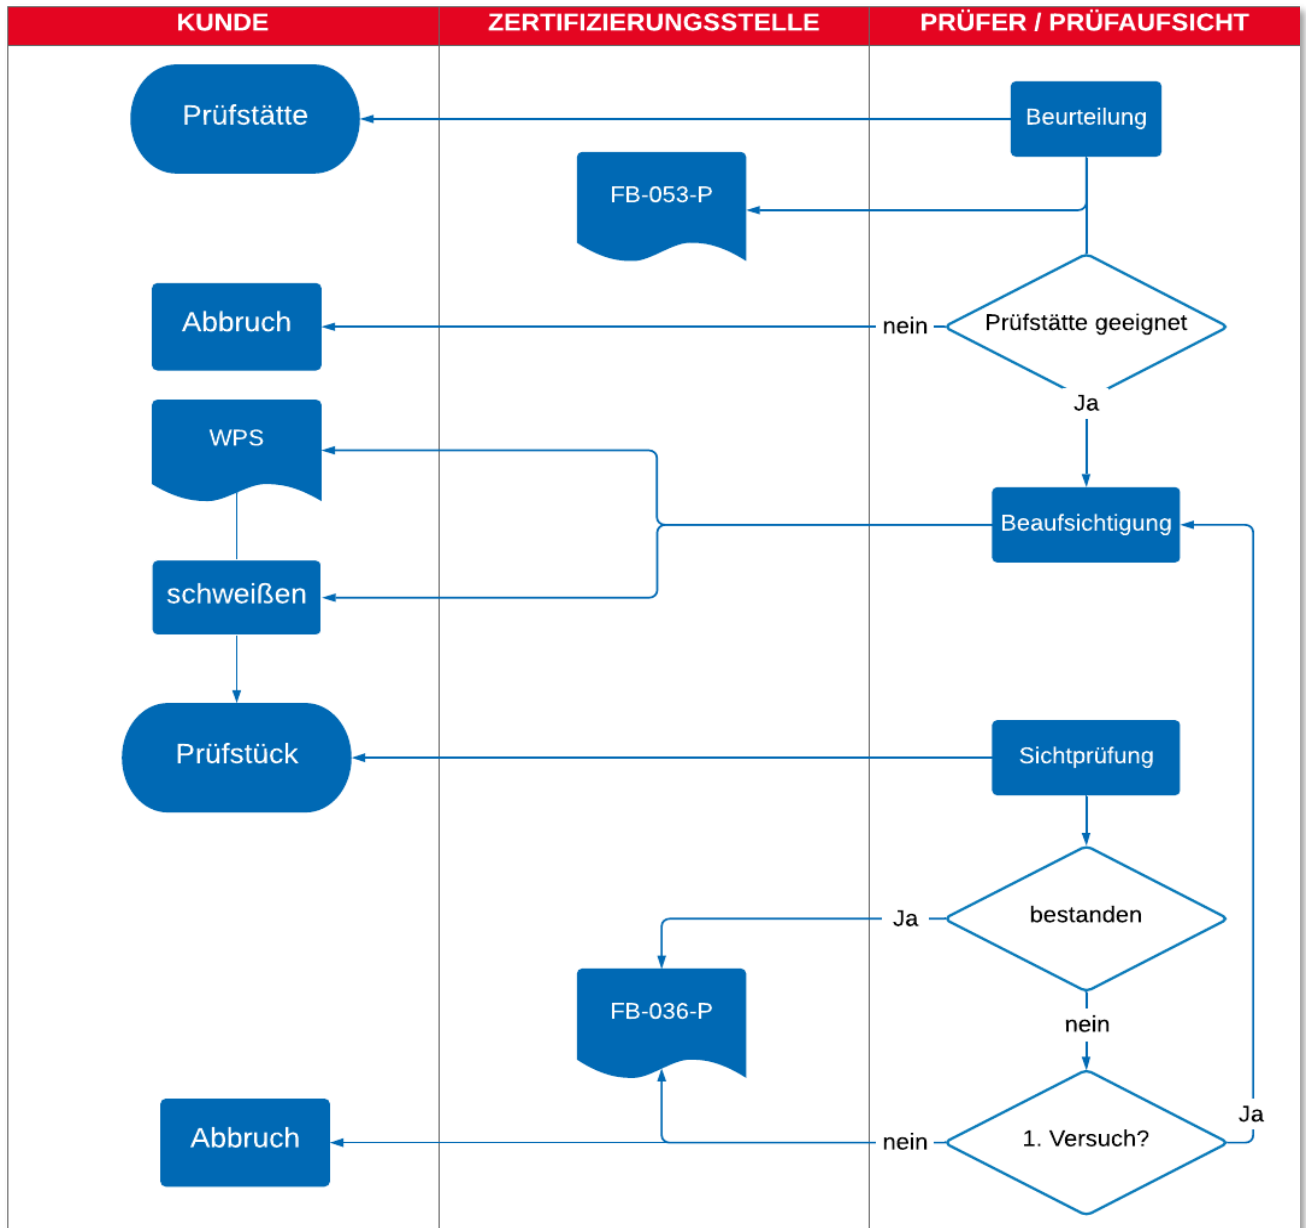 KUNDE
ZERTIFIZIERUNGSSTELLE
PRÜFER / PRÜFAUFSICHT
Prüfstätte
Beurteilung
FB-053-P
Abbruch
nein
Prüfstätte geeignet
Ja
WPS
Beaufsichtigung
schweißen
Prüfstück
Sichtprüfung
Ja
bestanden
FB-036-P
nein
Ja
Abbruch
nein
1. Versuch?